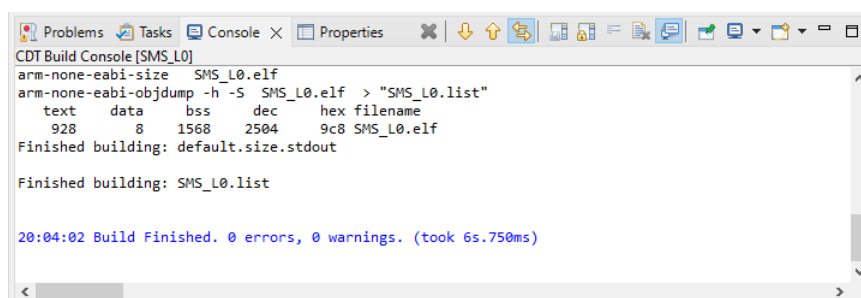 Problems Tasks Console Properties
CDT Build Console [SMS_L0]
arm-none-eabi-size   SMS_L0.elf
arm-none-eabi-objdump -h -S  SMS_L0.elf  > "SMS_L0.list"
   text    data     bss     dec     hex filename
    928       8    1568    2504     9c8 SMS_L0.elf
Finished building: default.size.stdout
Finished building: SMS_L0.list
20:04:02 Build Finished. 0 errors, 0 warnings. (took 6s.750ms)